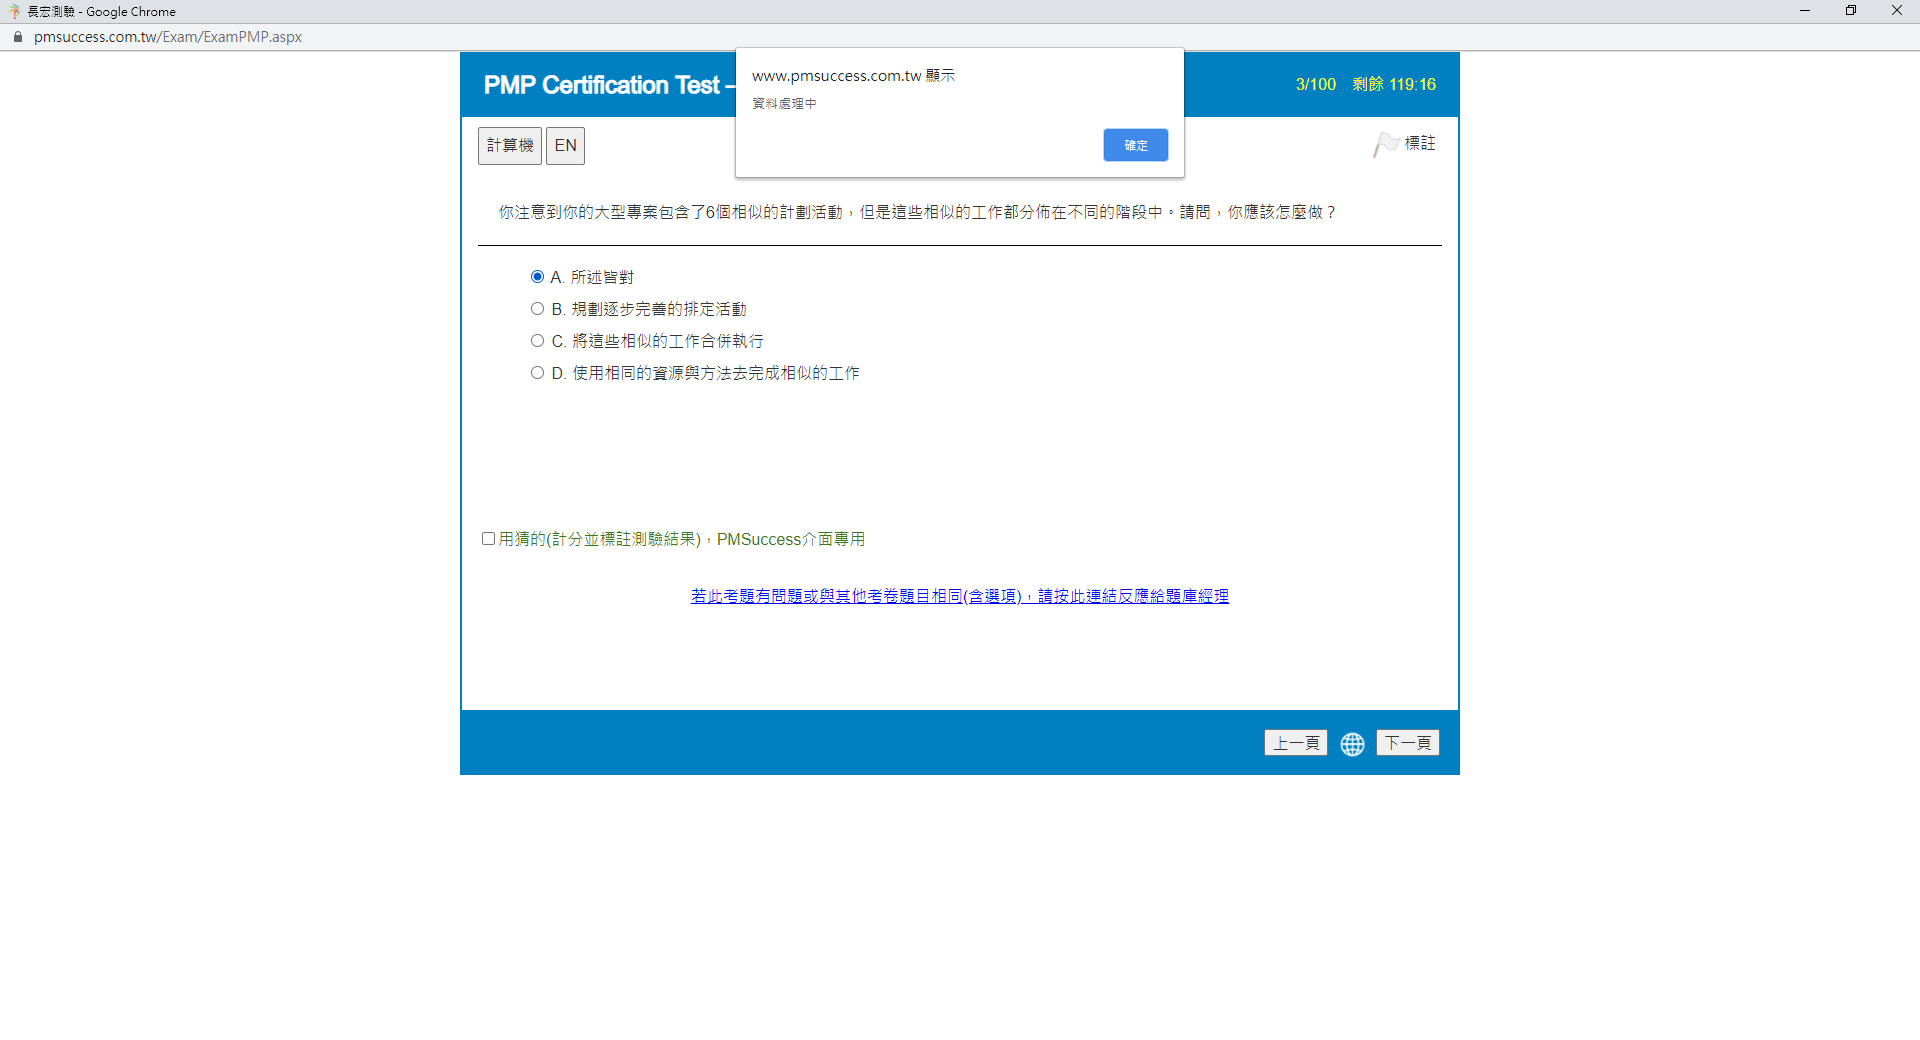 長宏測驗 - Google Chrome
pmsuccess.com.tw/Exam/ExamPMP.aspx
PMP Certification Test –
www.pmsuccess.com.tw 顯示
資料處理中
確定
3/100 剩餘 119:16
計算機 EN
標註
你注意到你的大型專案包含了6個相似的計劃活動，但是這些相似的工作都分佈在不同的階段中。請問，你應該怎麼做？
A. 所述皆對
B. 規劃逐步完善的排定活動
C. 將這些相似的工作合併執行
D. 使用相同的資源與方法去完成相似的工作
用猜的(計分並標註測驗結果)，PMSuccess介面專用
若此考題有問題或與其他考卷題目相同(含選項)，請按此連結反應給題庫經理
上一頁 下一頁